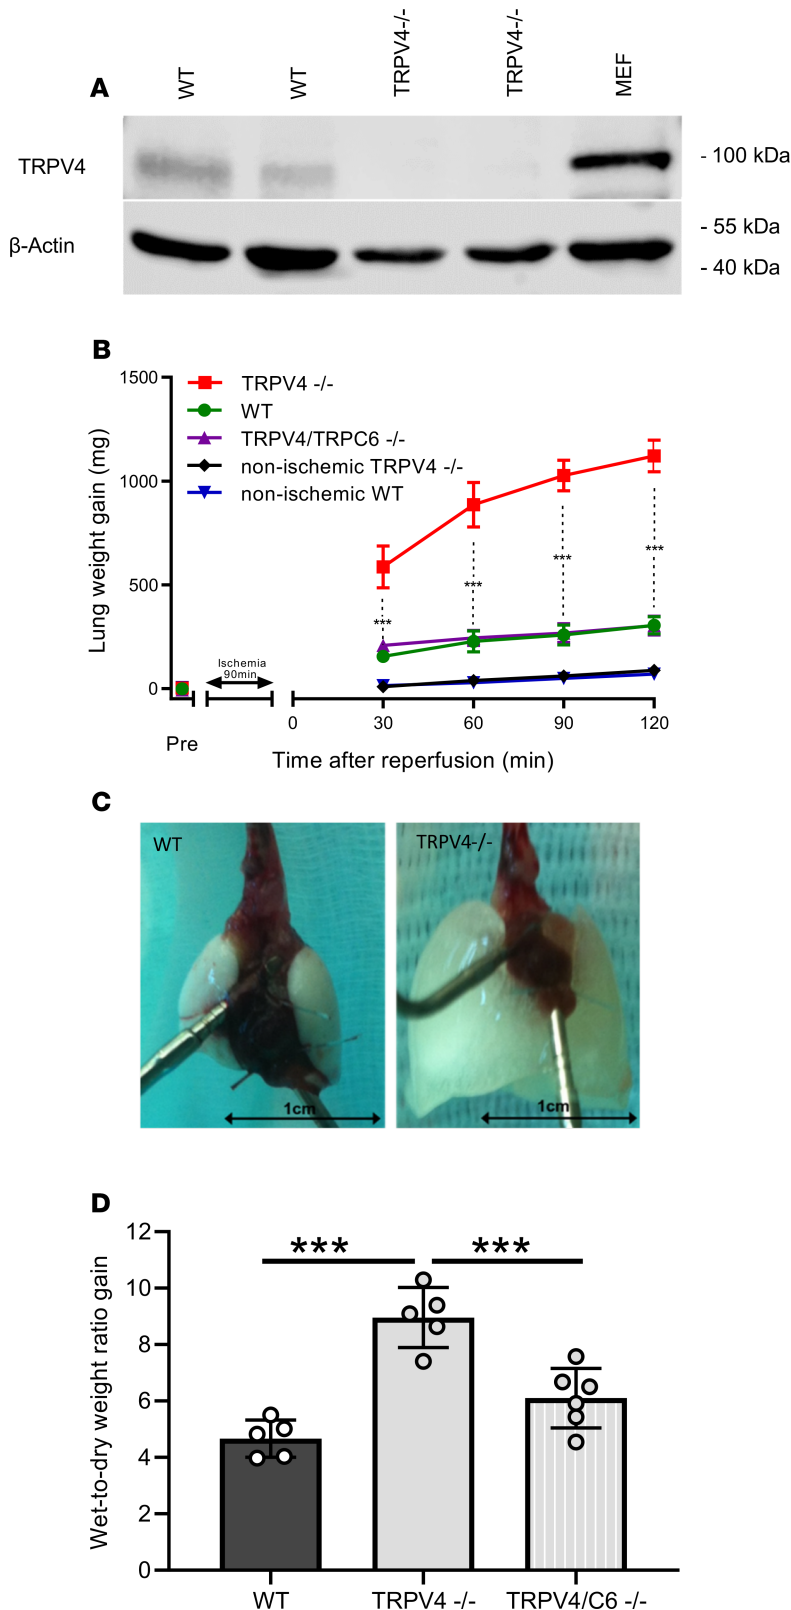 A
WT
WT
TRPV4-/-
TRPV4-/-
MEF
TRPV4
- 100 kDa
β-Actin
- 55 kDa
- 40 kDa
B
Lung weight gain (mg)
1500
1000
500
0
TRPV4 -/-
WT
TRPV4/TRPC6 -/-
non-ischemic TRPV4 -/-
non-ischemic WT
***
***
***
***
Ischemia
90min
Pre
0
30
60
90
120
Time after reperfusion (min)
C
WT
1cm
TRPV4-/-
1cm
D
Wet-to-dry weight ratio gain
12
10
8
6
4
2
0
***
***
WT
TRPV4 -/-
TRPV4/C6 -/-